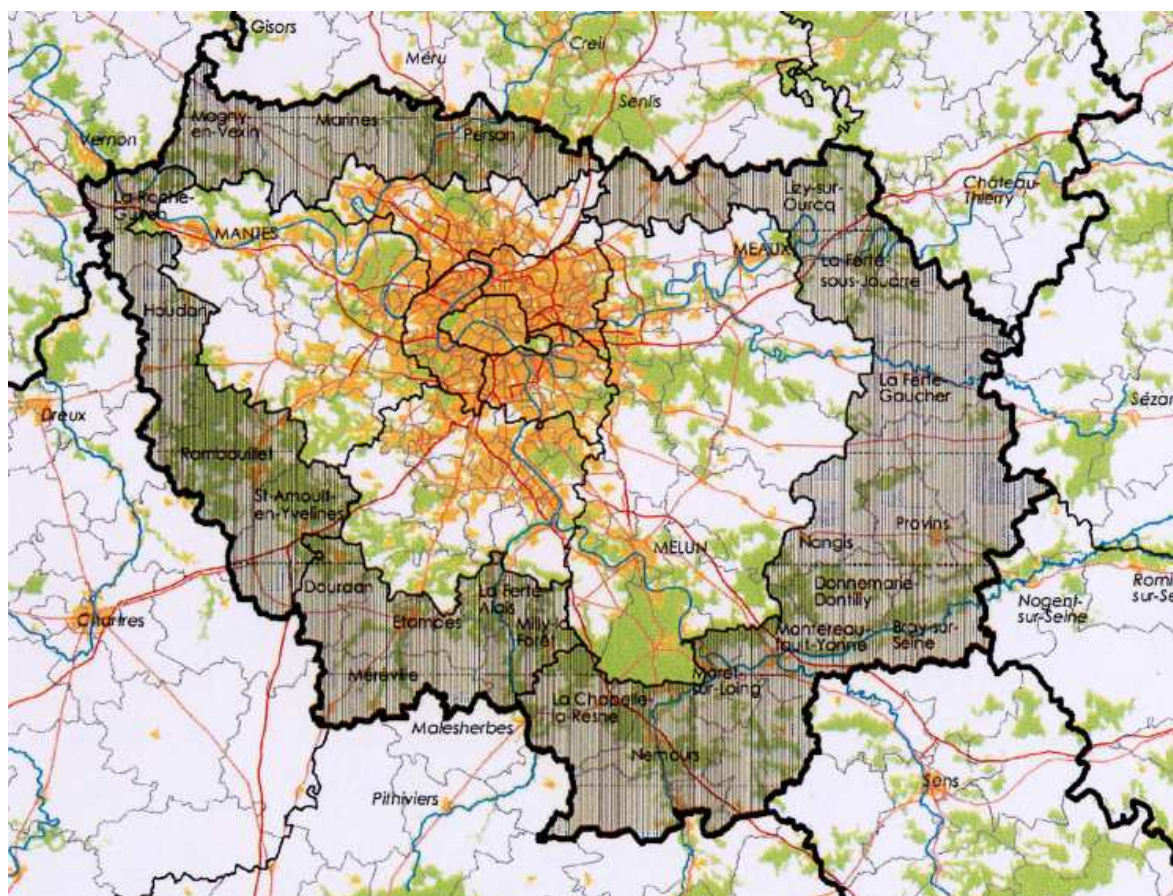 Gisors
Creil
Méru
Senlis
Magny-
en-Vexin
Marines
Persan
Vernon
La Roche-
Guyon
Lizy-sur-
Ourcq
Château-
Thierry
MANTES
MEAUX
La Ferté-
sous-Jouarre
Houdan
La Ferté-
Gaucher
Dreux
Rambouillet
St-Arnoult-
en-Yvelines
Provins
Nangis
MELUN
Dourdan
La Ferté-
Alais
Donnemarie-
Dontilly
Chartres
Etampes
Milly-la
Forêt
Montereau-
fault-Yonne
Bray-sur-
Seine
Nogent-
sur-Seine
Méréville
La Chapelle-
la-Reine
Moret-
sur-Loing
Malesherbes
Nemours
Pithiviers
Sens